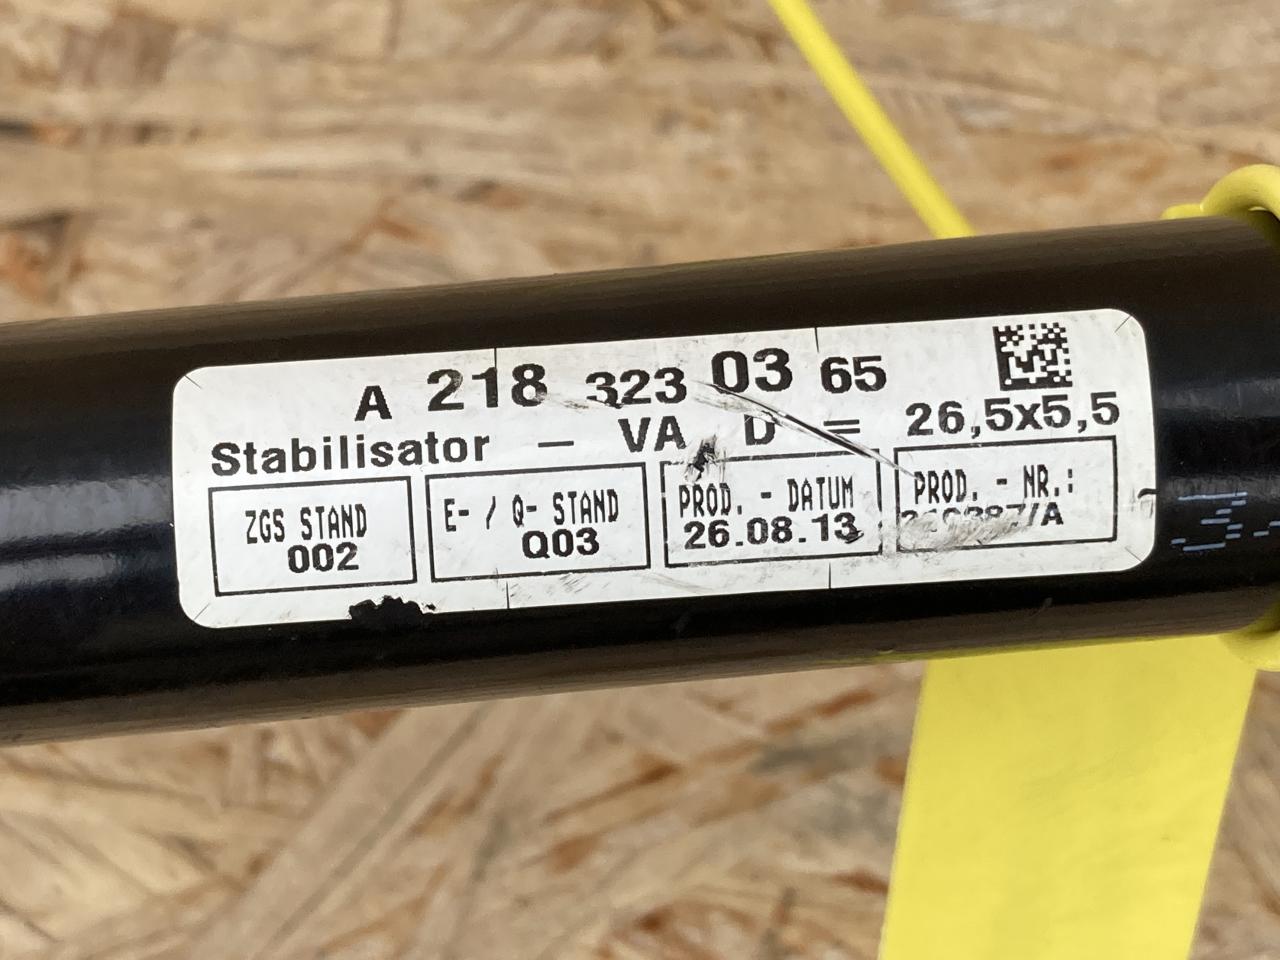 A 218 323 03 65
Stabilisator - VA D = 26,5x5,5
ZGS STAND
002
E- / Q- STAND
Q03
PROD. - DATUM
26.08.13
PROD. - NR.: